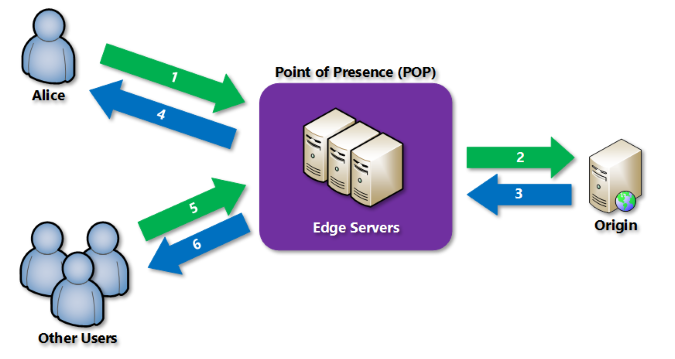 Point of Presence (POP)
1
Alice
4
2
3
5
6
Edge Servers
Origin
Other Users